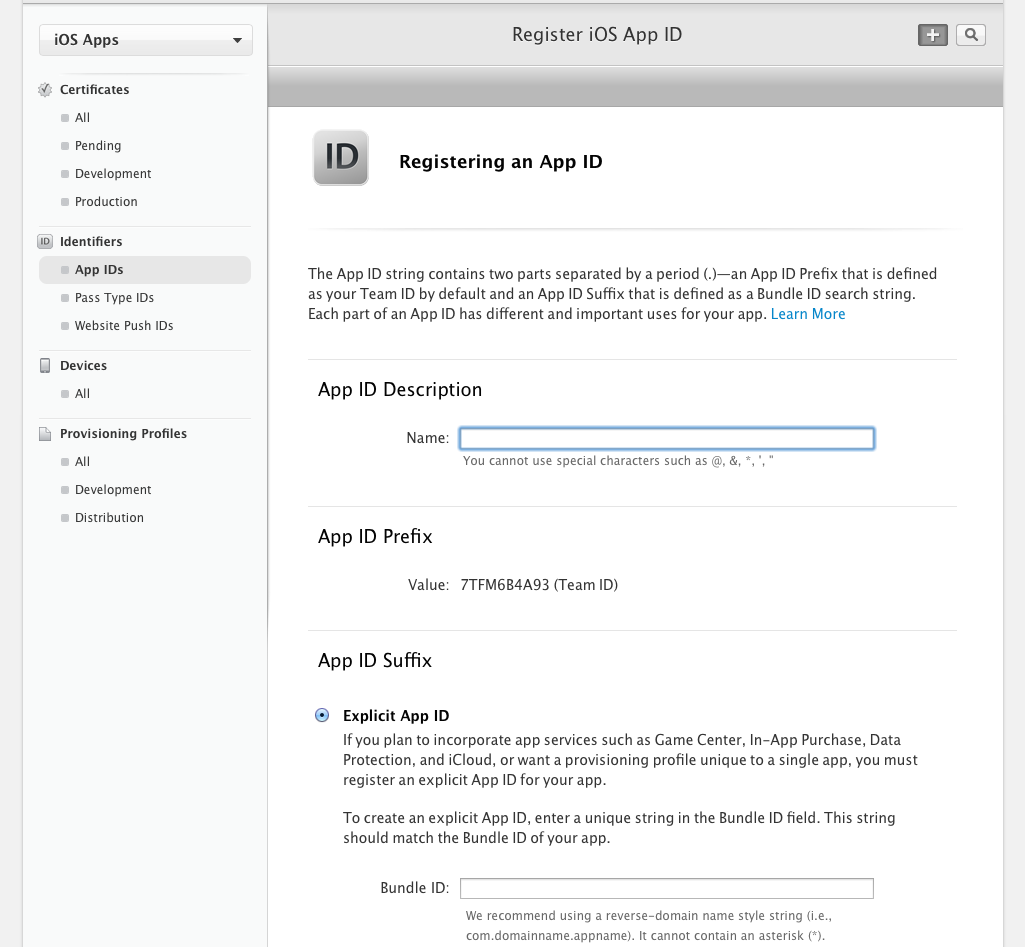 iOS Apps
Certificates
All
Pending
Development
Production
ID Identifiers
App IDs
Pass Type IDs
Website Push IDs
Devices
All
Provisioning Profiles
All
Development
Distribution
Register iOS App ID
ID
Registering an App ID
The App ID string contains two parts separated by a period (.)—an App ID Prefix that is defined
as your Team ID by default and an App ID Suffix that is defined as a Bundle ID search string.
Each part of an App ID has different and important uses for your app. Learn More
App ID Description
Name:
You cannot use special characters such as @, &, *, ', "
App ID Prefix
Value: 7TFM6B4A93 (Team ID)
App ID Suffix
Explicit App ID
If you plan to incorporate app services such as Game Center, In-App Purchase, Data
Protection, and iCloud, or want a provisioning profile unique to a single app, you must
register an explicit App ID for your app.
To create an explicit App ID, enter a unique string in the Bundle ID field. This string
should match the Bundle ID of your app.
Bundle ID:
We recommend using a reverse-domain name style string (i.e.,
com.domainname.appname). It cannot contain an asterisk (*).